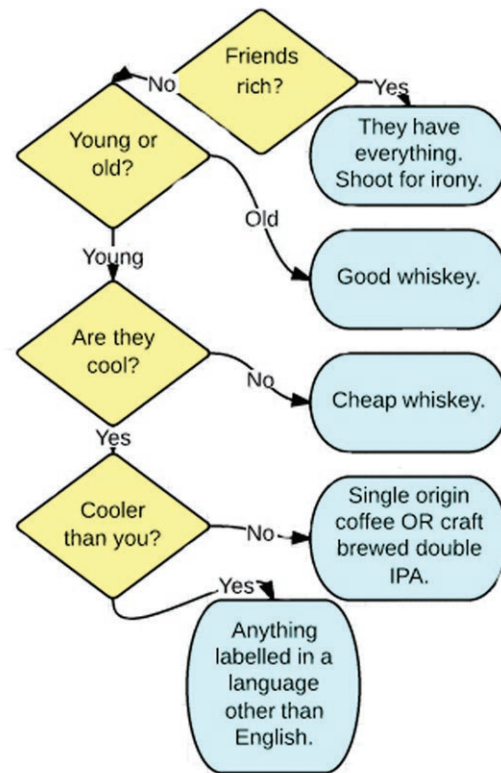 Friends
rich?
No
Yes
They have
everything.
Shoot for irony.
Young or
old?
Old
Good whiskey.
Young
Are they
cool?
No
Cheap whiskey.
Yes
Cooler
than you?
No
Single origin
coffee OR craft
brewed double
IPA.
Yes
Anything
labelled in a
language
other than
English.